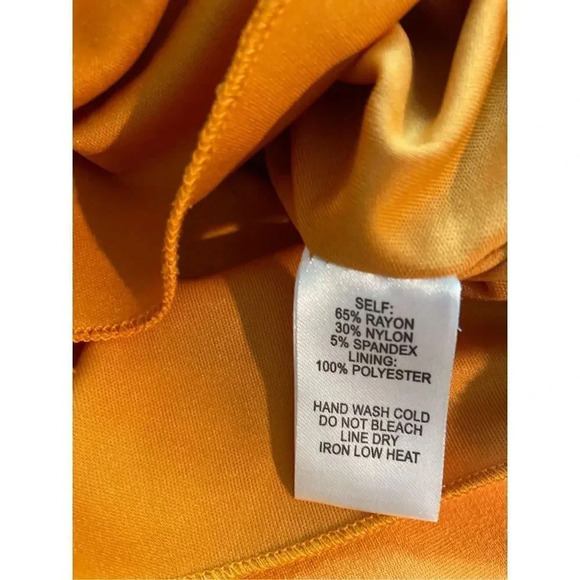 SELF:
65% RAYON
30% NYLON
5% SPANDEX
LINING:
100% POLYESTER
HAND WASH COLD
DO NOT BLEACH
LINE DRY
IRON LOW HEAT